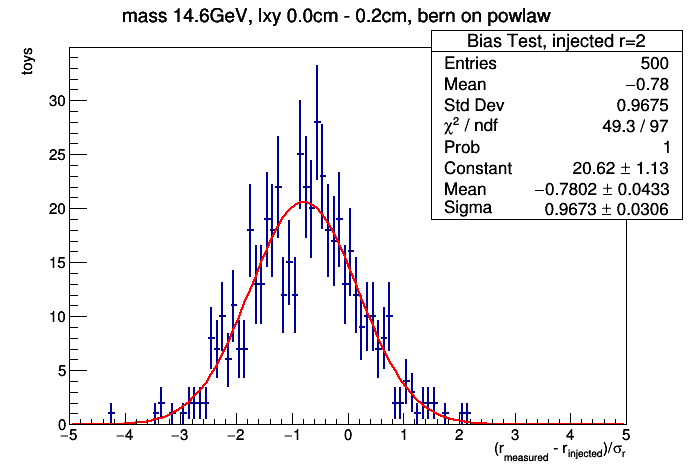 mass 14.6GeV, lxy 0.0cm - 0.2cm, bern on powlaw
Bias Test, injected r=2
Entries 500
Mean −0.78
Std Dev 0.9675
χ² / ndf 49.3 / 97
Prob 1
Constant 20.62 ± 1.13
Mean −0.7802 ± 0.0433
Sigma 0.9673 ± 0.0306
toys
30
25
20
15
10
5
0
−5 −4 −3 −2 −1 0 1 2 3 4 5
(r_measured - r_injected)/σ_r